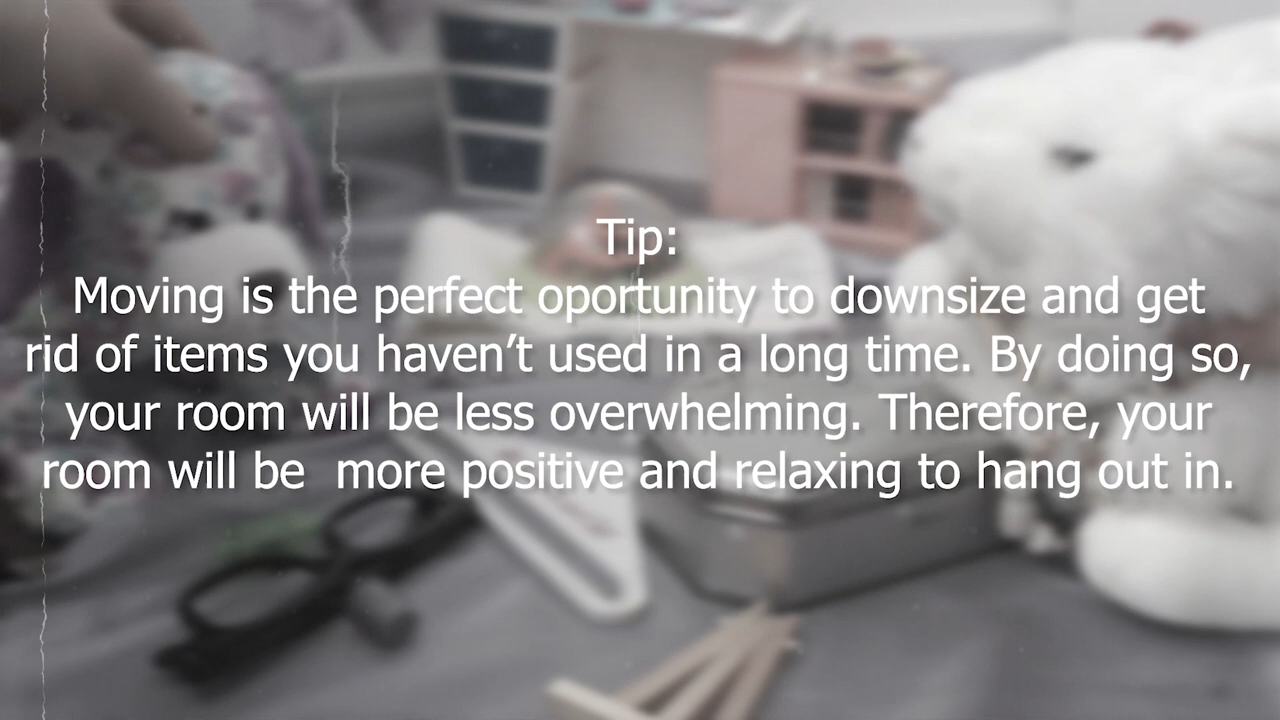 Tip:
Moving is the perfect oportunity to downsize and get
rid of items you haven’t used in a long time. By doing so,
your room will be less overwhelming. Therefore, your
room will be  more positive and relaxing to hang out in.